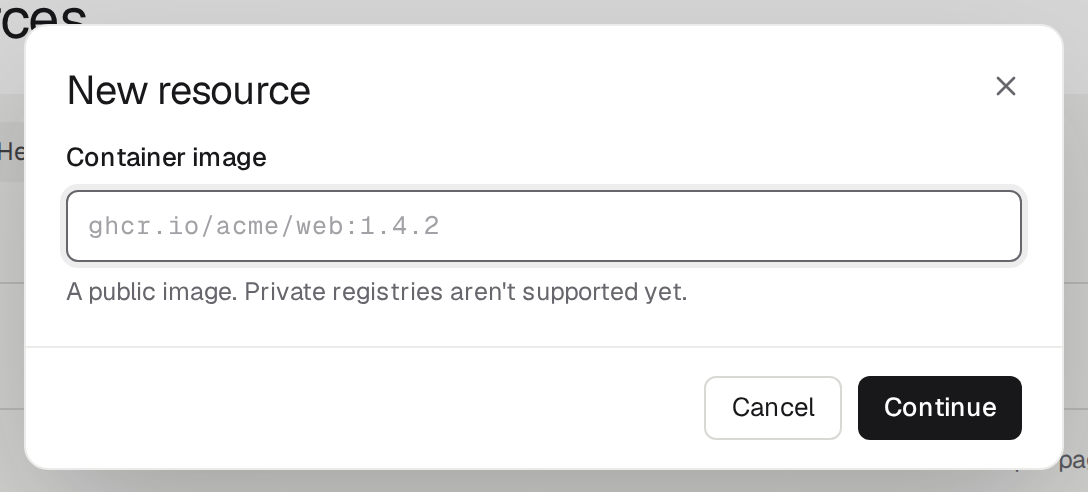 New resource
Container image
ghcr.io/acme/web:1.4.2
A public image. Private registries aren't supported yet.
Cancel
Continue